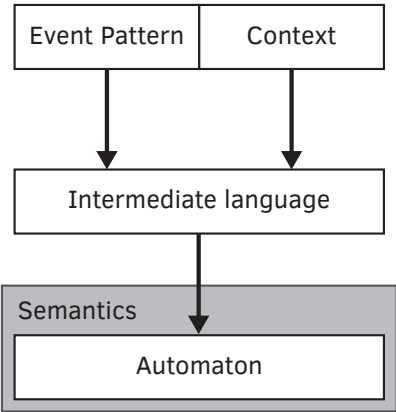 Event Pattern
Context
Intermediate language
Semantics
Automaton